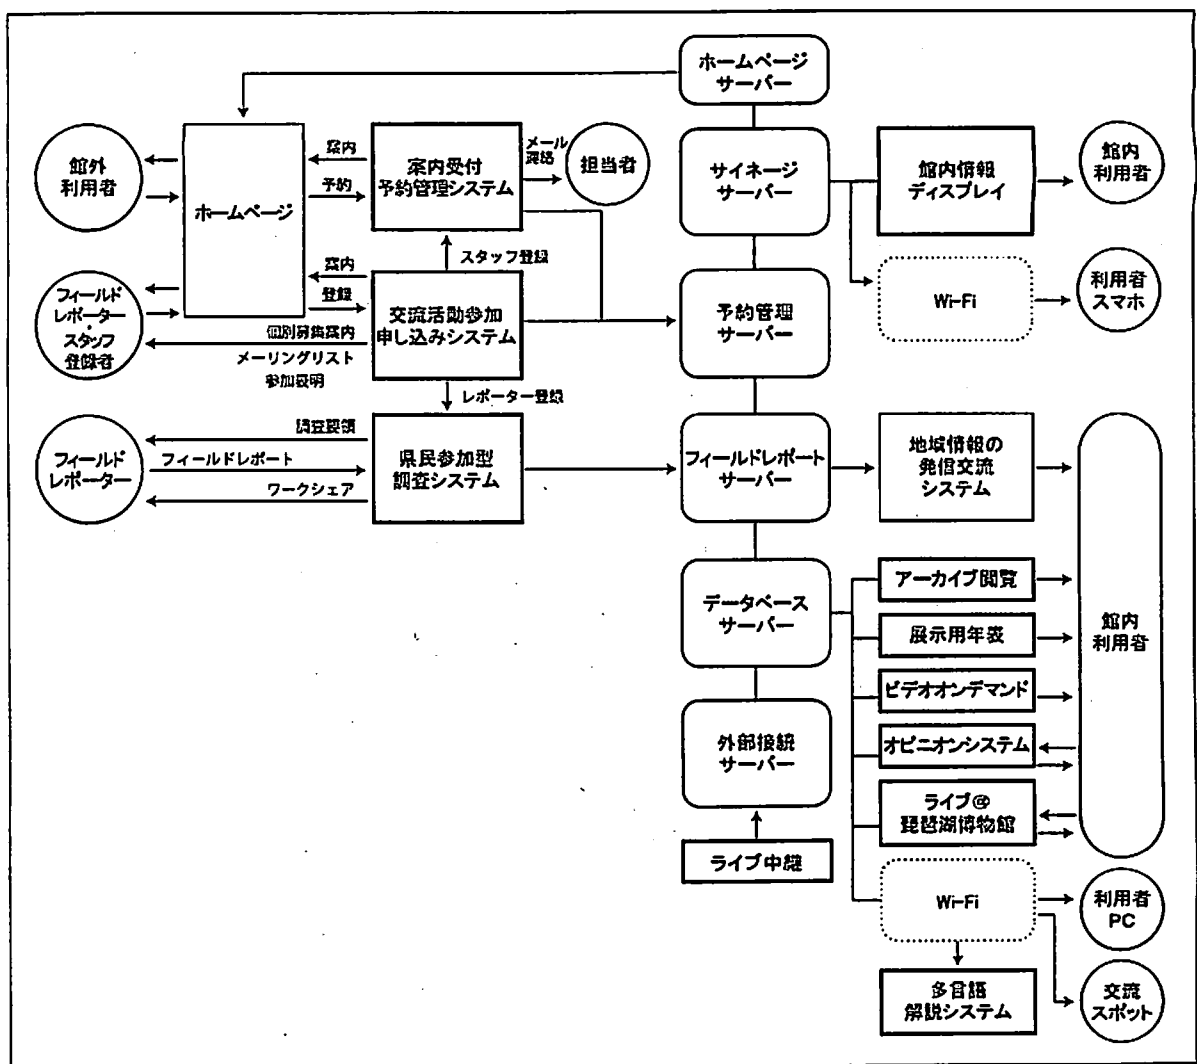 ホームページ
サーバー
館外
利用者
ホームページ
案内
予約
案内受付
予約管理システム
メール
連絡
担当者
サイネージ
サーバー
館内情報
ディスプレイ
館内
利用者
スタッフ登録
フィールド
レポーター
・
スタッフ
登録者
案内
登録
個別募集案内
メーリングリスト
参加表明
交流活動参加
申し込みシステム
予約管理
サーバー
Wi-Fi
利用者
スマホ
レポーター登録
フィールド
レポーター
調査要領
フィールドレポート
ワークシェア
県民参加型
調査システム
フィールドレポート
サーバー
地域情報の
発信交流
システム
データベース
サーバー
アーカイブ閲覧
展示用年表
ビデオオンデマンド
オピニオンシステム
ライブ@
琵琶湖博物館
館内
利用者
外部接続
サーバー
ライブ中継
Wi-Fi
利用者
PC
多言語
解説システム
交流
スポット